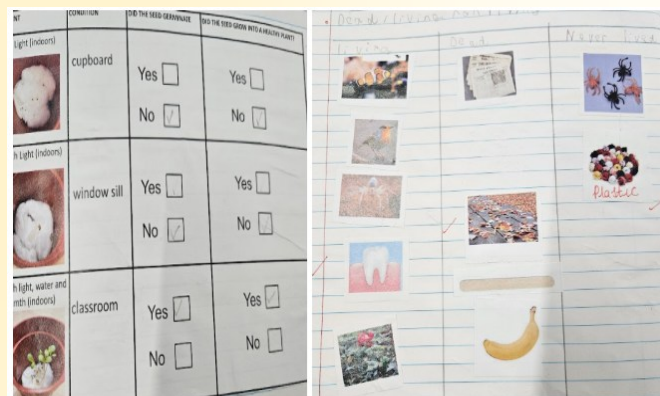 CONDITION
DID THE SEED GERMINATE
DID THE SEED GROW INTO A HEALTHY PLANT?
Light (indoors)
cupboard
Yes
No
Yes
No
Light (indoors)
window sill
Yes
No
Yes
No
light, water and
(indoors)
classroom
Yes
No
Yes
No
living
Dead
Never lived
Plastic